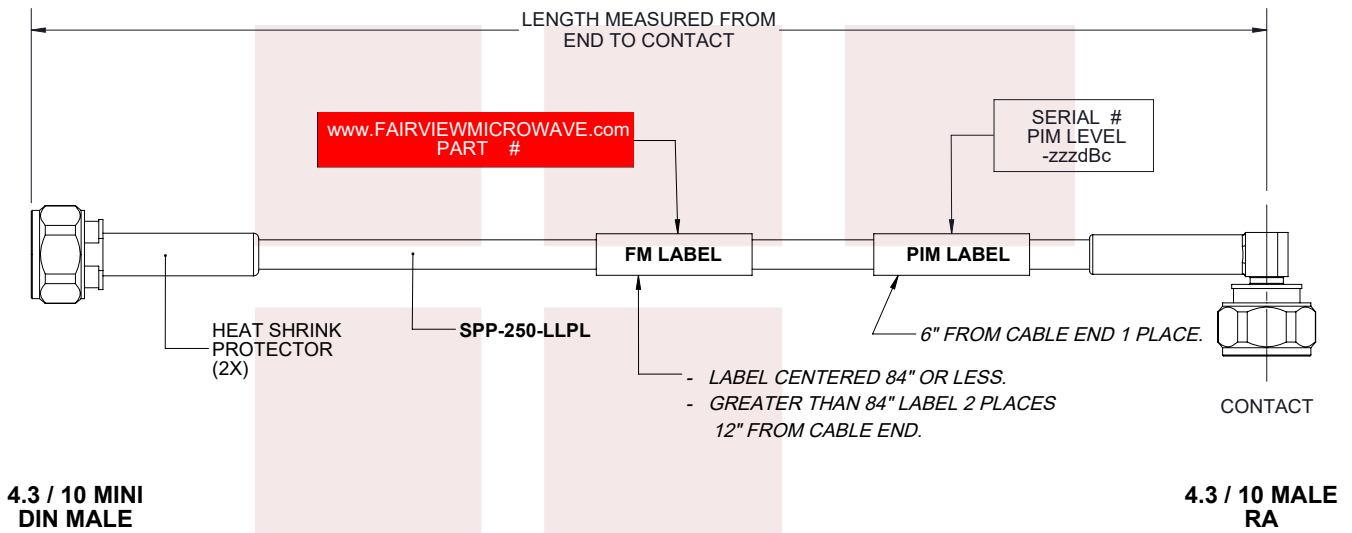 LENGTH MEASURED FROM
END TO CONTACT
www.FAIRVIEWMICROWAVE.com
PART #
SERIAL #
PIM LEVEL
-zzzdBc
FM LABEL
PIM LABEL
HEAT SHRINK
PROTECTOR
(2X)
SPP-250-LLPL
6" FROM CABLE END 1 PLACE.
- LABEL CENTERED 84" OR LESS.
- GREATER THAN 84" LABEL 2 PLACES
12" FROM CABLE END.
CONTACT
4.3 / 10 MINI
DIN MALE
4.3 / 10 MALE
RA